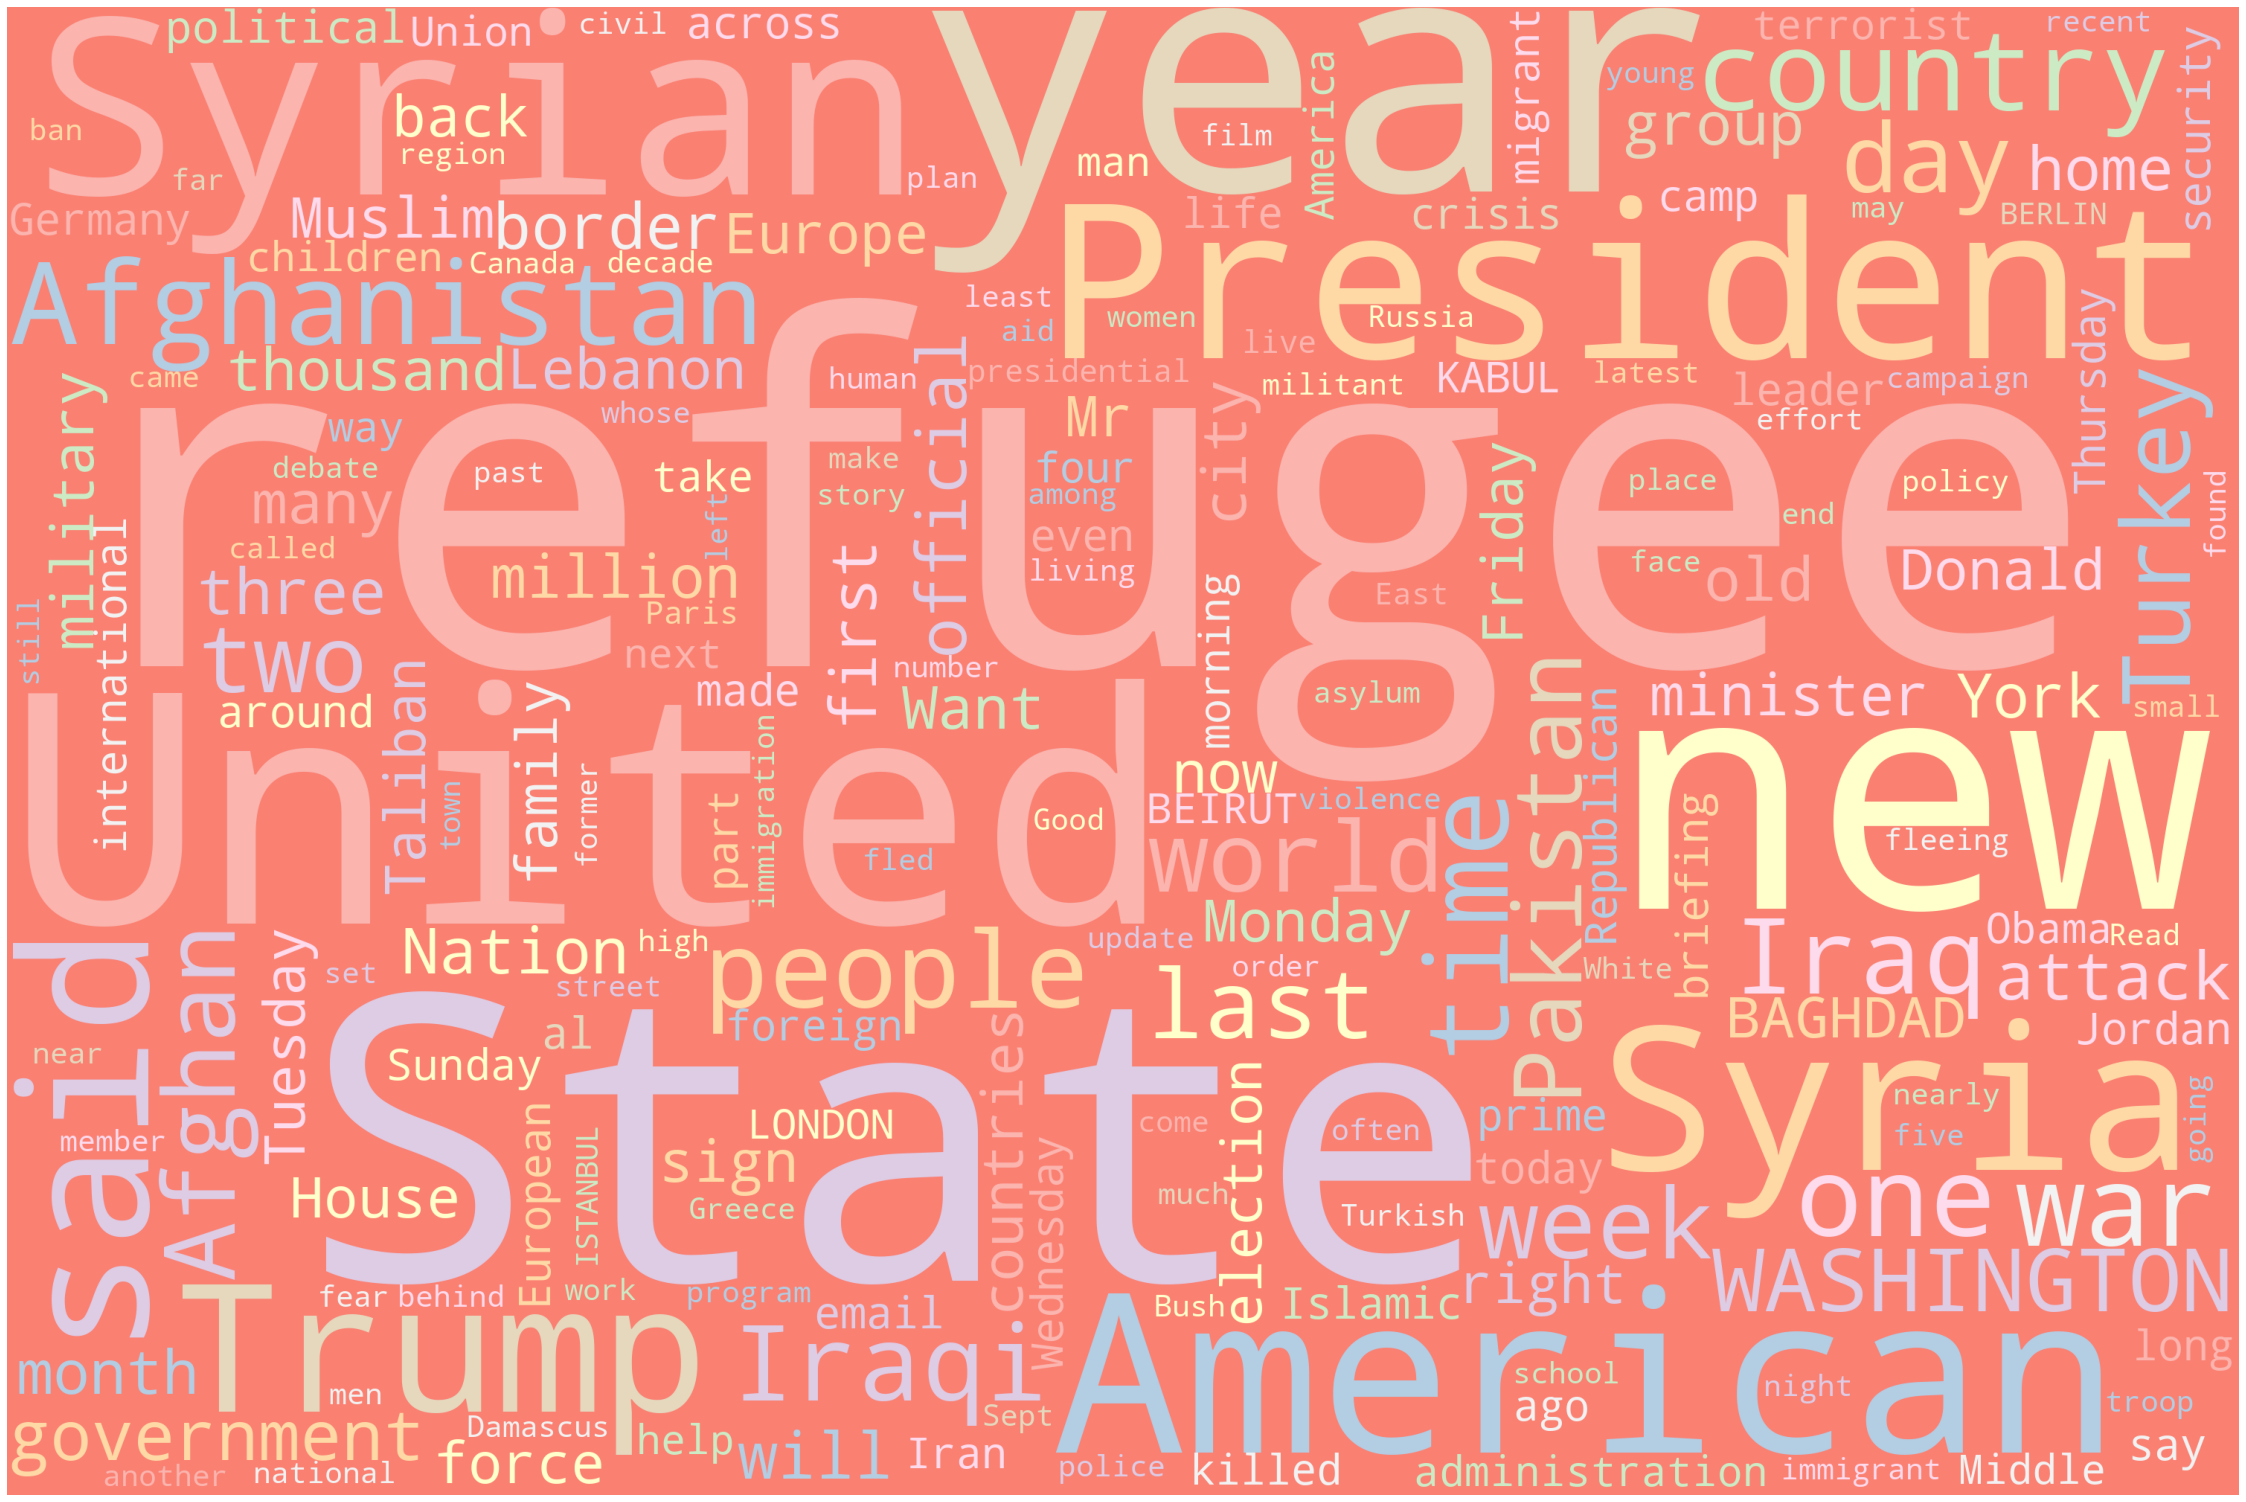 political
Union
civil
across
year
terrorist
recent
Syrian
back
ban
region
far
plan
film
man
America
migrant
young
country
group
security
day
home
Germany
Muslim
border
Europe
life
crisis
camp
may
BERLIN
children
Canada
decade
Afghanistan
President
least
aid
women
Russia
live
thousand
Lebanon
came
human
presidential
militant
KABUL
latest
leader
campaign
Thursday
Turkey
military
whose
official
Mr
city
effort
way
refugee
debate
past
take
make
story
four
among
Friday
place
policy
found
many
left
even
end
called
international
three
million
first
living
East
face
old
Donald
still
Paris
two
next
number
morning
Pakistan
around
Taliban
family
made
Want
asylum
minister
York
small
United
immigration
former
town
part
now
Republican
new
Good
BEIRUT
violence
time
briefing
fled
world
fleeing
said
Afghan
Tuesday
Nation
high
people
update
Monday
last
order
White
Iraq
Obama
Read
attack
set
street
foreign
al
countries
BAGHDAD
Jordan
near
Sunday
State
election
Syria
member
European
ISTANBUL
LONDON
sign
Wednesday
come
often
prime
nearly
five
going
House
Greece
much
Turkish
today
one
war
week
WASHINGTON
fear
behind
work
program
email
Bush
Islamic
right
Trump
Iraqi
American
month
men
long
school
night
ago
troop
government
Damascus
force
help
will
Sept
Iran
say
another
national
police
killed
administration
immigrant
Middle